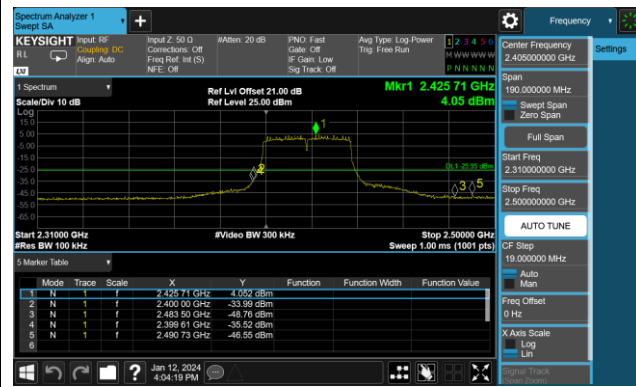 Spectrum Analyzer 1
Swept SA
Frequency
KEYSIGHT
RL
LXI
Input: RF
Coupling: DC
Align: Auto
Input Z: 50 Ω
Corrections: Off
Freq Ref: Int (S)
NFE: Off
#Atten: 20 dB
PNO: Fast
Gate: Off
IF Gain: Low
Sig Track: Off
Avg Type: Log-Power
Trig: Free Run
1 2 3 4 5 6
M W W W W W
P N N N N N
Center Frequency
2.405000000 GHz
Settings
Span
190.000000 MHz
Swept Span
Zero Span
Full Span
Start Freq
2.310000000 GHz
Stop Freq
2.500000000 GHz
AUTO TUNE
CF Step
19.000000 MHz
Auto
Man
Freq Offset
0 Hz
X Axis Scale
Log
Lin
Signal Track
(Span Zoom)
1 Spectrum
Scale/Div 10 dB
Ref Lvl Offset 21.00 dB
Ref Level 25.00 dBm
Mkr1 2.425 71 GHz
4.05 dBm
Log
15.0
5.00
-5.00
-15.0
-25.0
-35.0
-45.0
-55.0
-65.0
1
2
3
5
DL1 -25.95 dBm
Start 2.31000 GHz
#Res BW 100 kHz
#Video BW 300 kHz
Stop 2.50000 GHz
Sweep 1.00 ms (1001 pts)
5 Marker Table
Mode Trace Scale X Y Function Function Width Function Value
1 N 1 f 2.425 71 GHz 4.052 dBm
2 N 1 f 2.400 00 GHz -33.99 dBm
3 N 1 f 2.483 50 GHz -48.76 dBm
4 N 1 f 2.399 61 GHz -35.52 dBm
5 N 1 f 2.490 73 GHz -46.55 dBm
6
?
Jan 12, 2024
4:04:19 PM